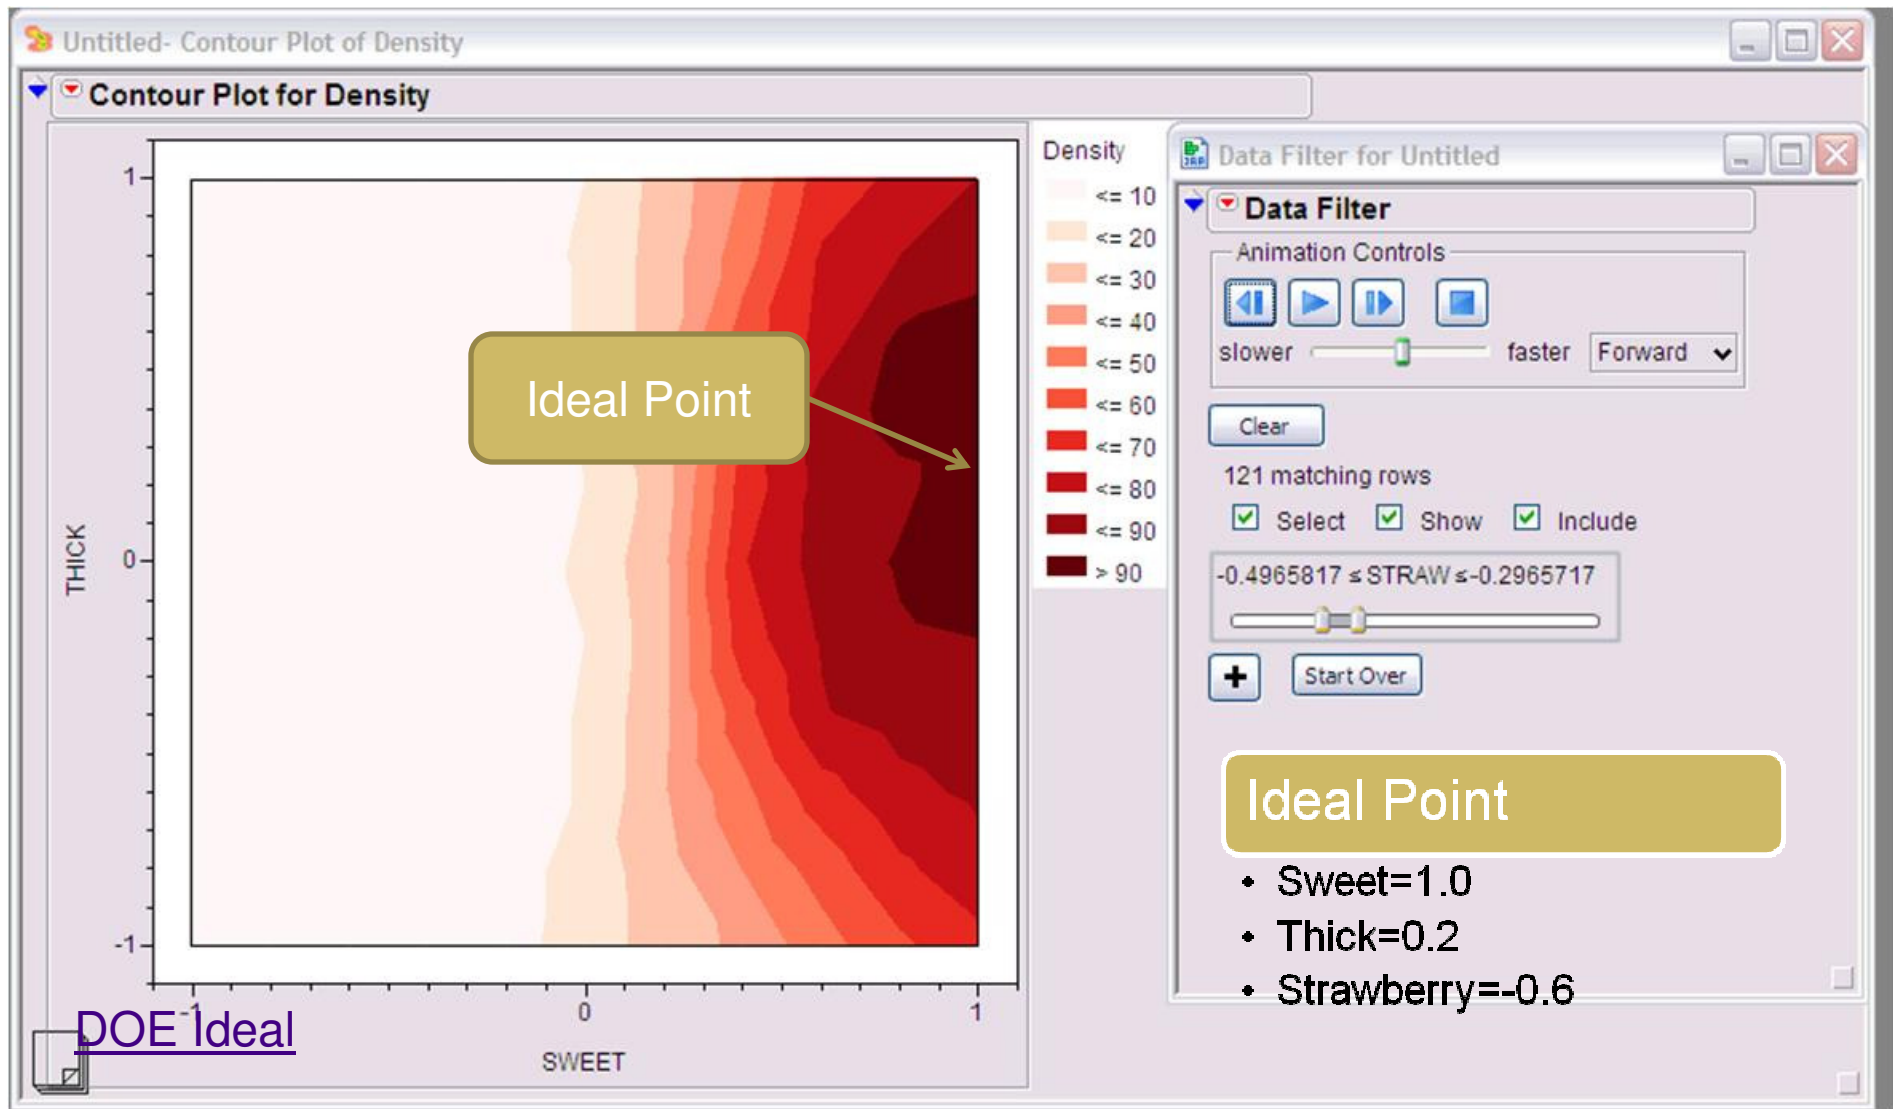 Untitled- Contour Plot of Density
Contour Plot for Density
1
0
-1
THICK
-1
0
1
SWEET
Ideal Point
Density
<= 10
<= 20
<= 30
<= 40
<= 50
<= 60
<= 70
<= 80
<= 90
> 90
Data Filter for Untitled
Data Filter
Animation Controls
slower
faster
Forward
Clear
121 matching rows
Select
Show
Include
-0.4965817 ≤ STRAW ≤ -0.2965717
Start Over
Ideal Point
• Sweet=1.0
• Thick=0.2
• Strawberry=-0.6
DOE Ideal